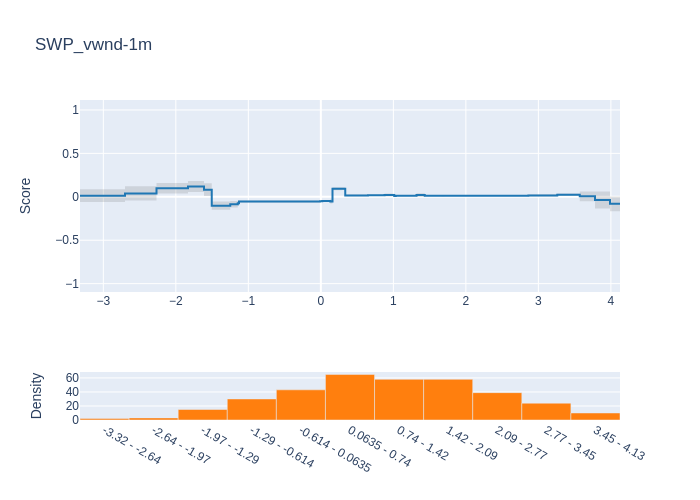 SWP_vwnd-1m
Score
1
0.5
0
−0.5
−1
−3
−2
−1
0
1
2
3
4
Density
60
40
20
0
-3.32 - -2.64
-2.64 - -1.97
-1.97 - -1.29
-1.29 - -0.614
-0.614 - 0.0635
0.0635 - 0.74
0.74 - 1.42
1.42 - 2.09
2.09 - 2.77
2.77 - 3.45
3.45 - 4.13